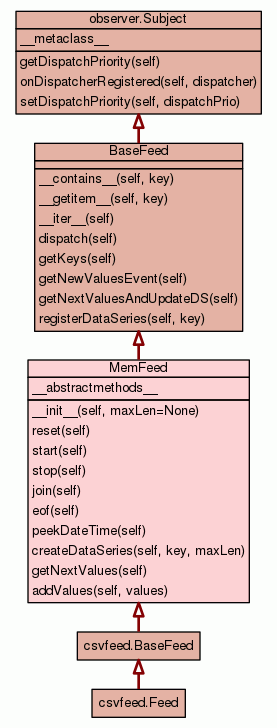 observer.Subject
__metaclass__
getDispatchPriority(self)
onDispatcherRegistered(self, dispatcher)
setDispatchPriority(self, dispatchPrio)
BaseFeed
__contains__(self, key)
__getitem__(self, key)
__iter__(self)
dispatch(self)
getKeys(self)
getNewValuesEvent(self)
getNextValuesAndUpdateDS(self)
registerDataSeries(self, key)
MemFeed
__abstractmethods__
__init__(self, maxLen=None)
reset(self)
start(self)
stop(self)
join(self)
eof(self)
peekDateTime(self)
createDataSeries(self, key, maxLen)
getNextValues(self)
addValues(self, values)
csvfeed.BaseFeed
csvfeed.Feed